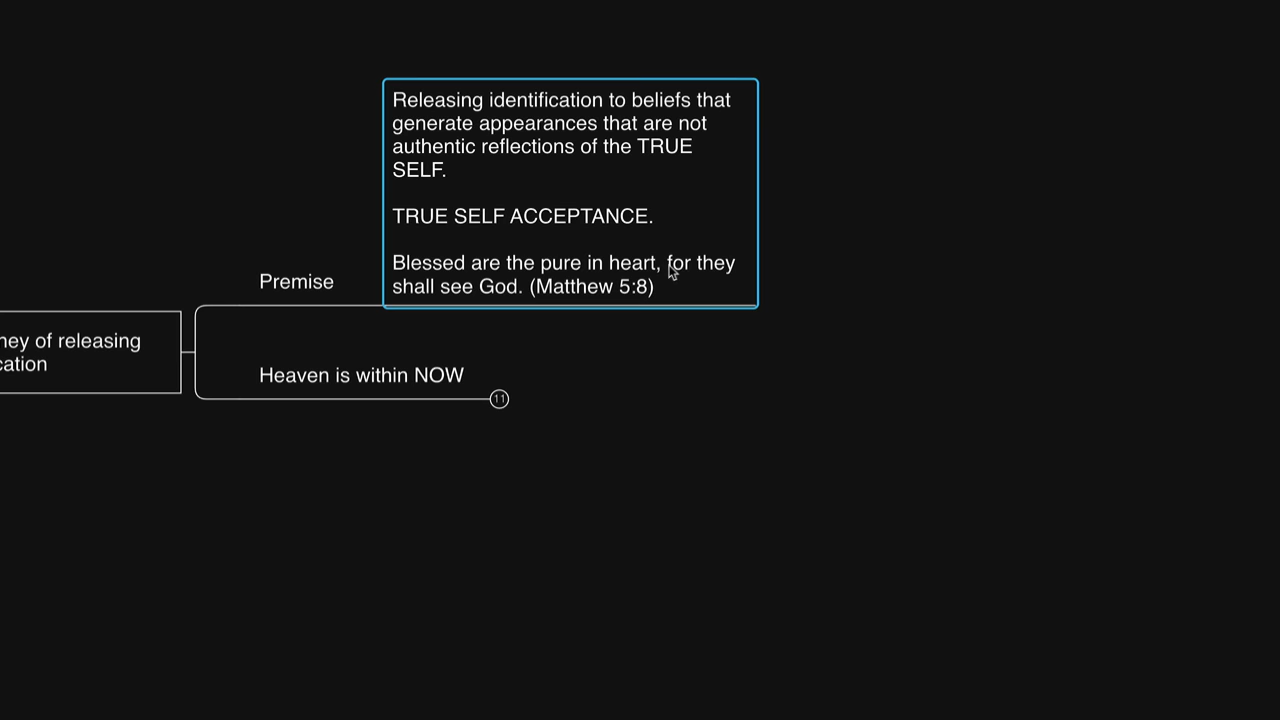 Releasing identification to beliefs that
generate appearances that are not
authentic reflections of the TRUE
SELF.
TRUE SELF ACCEPTANCE.
Blessed are the pure in heart, for they
shall see God. (Matthew 5:8)
Premise
of releasing
Heaven is within NOW
11